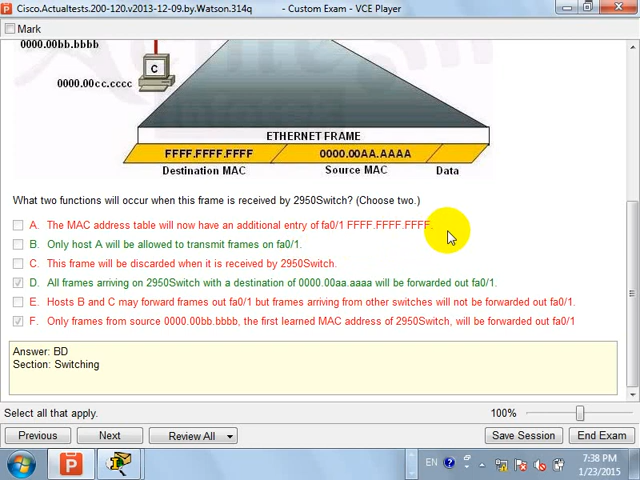 Cisco.Actualtests.200-120.v2013-12-09.by.Watson.314q - Custom Exam - VCE Player
Mark
0000.00bb.bbbb
C
0000.00cc.cccc
ETHERNET FRAME
FFFF.FFFF.FFFF 0000.00AA.AAAA
Destination MAC Source MAC Data
What two functions will occur when this frame is received by 2950Switch? (Choose two.)
A. The MAC address table will now have an additional entry of fa0/1 FFFF.FFFF.FFFF.
B. Only host A will be allowed to transmit frames on fa0/1.
C. This frame will be discarded when it is received by 2950Switch.
D. All frames arriving on 2950Switch with a destination of 0000.00aa.aaaa will be forwarded out fa0/1.
E. Hosts B and C may forward frames out fa0/1 but frames arriving from other switches will not be forwarded out fa0/1.
F. Only frames from source 0000.00bb.bbbb, the first learned MAC address of 2950Switch, will be forwarded out fa0/1
Answer: BD
Section: Switching
Select all that apply. 100%
Previous Next Review All Save Session End Exam
EN 7:38 PM
1/23/2015